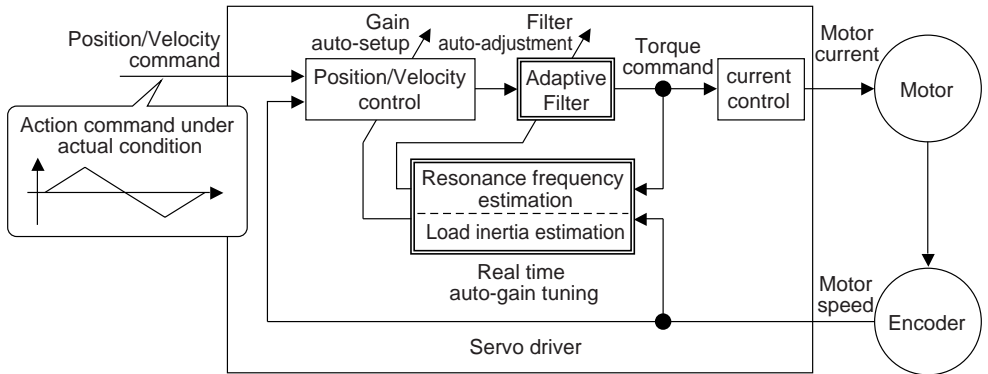 Gain
auto-setup
Filter
auto-adjustment
Position/Velocity
command
Torque
command
Motor
current
Position/Velocity
control
Adaptive
Filter
current
control
Motor
Action command under
actual condition
Resonance frequency
estimation
Load inertia estimation
Real time
auto-gain tuning
Motor
speed
Encoder
Servo driver